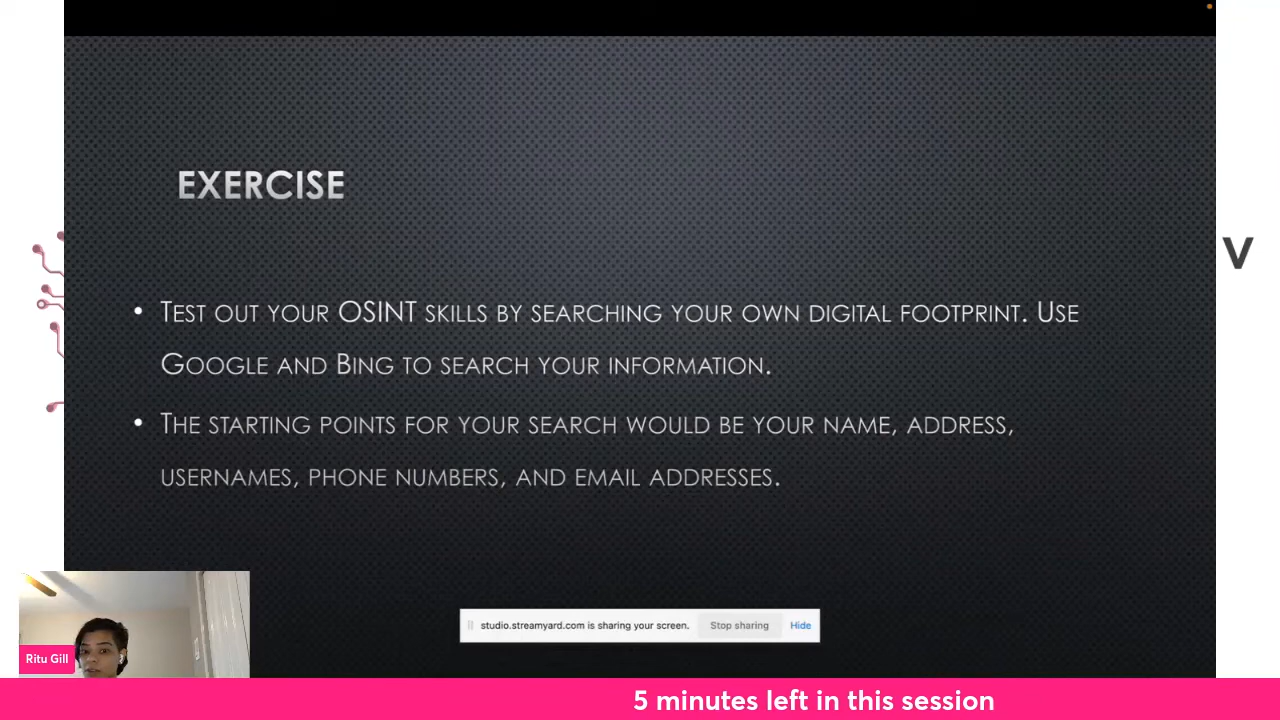 EXERCISE
• TEST OUT YOUR OSINT SKILLS BY SEARCHING YOUR OWN DIGITAL FOOTPRINT. USE
GOOGLE AND BING TO SEARCH YOUR INFORMATION.
• THE STARTING POINTS FOR YOUR SEARCH WOULD BE YOUR NAME, ADDRESS,
USERNAMES, PHONE NUMBERS, AND EMAIL ADDRESSES.
V
studio.streamyard.com is sharing your screen. Stop sharing Hide
Ritu Gill
5 minutes left in this session